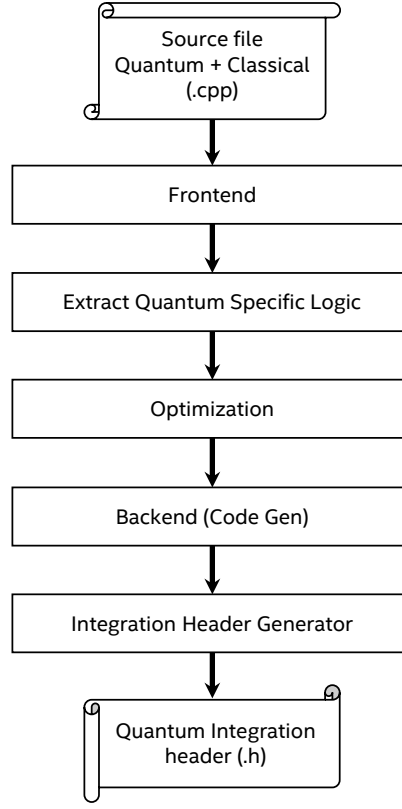 Source file
Quantum + Classical
(.cpp)
Frontend
Extract Quantum Specific Logic
Optimization
Backend (Code Gen)
Integration Header Generator
Quantum Integration
header (.h)